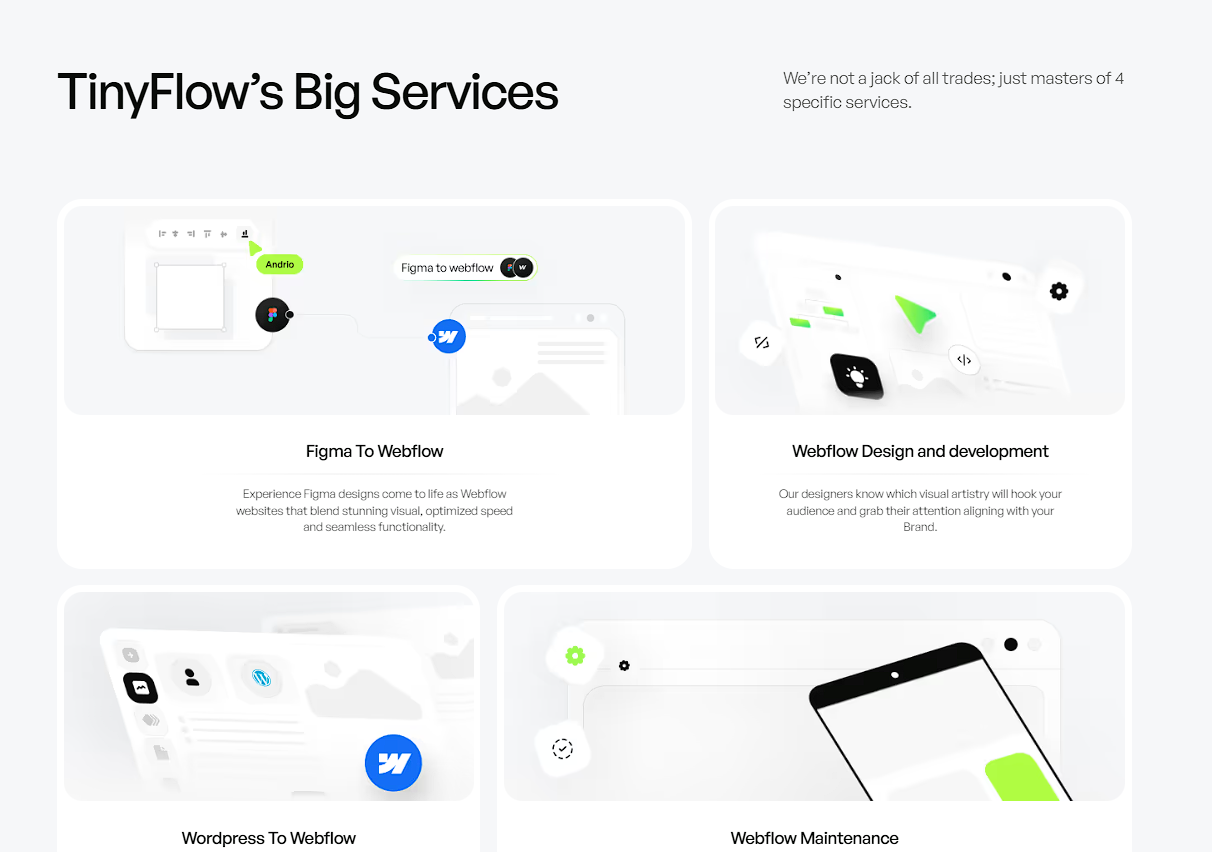 TinyFlow’s Big Services
We’re not a jack of all trades; just masters of 4
specific services.
Andrio
Figma to webflow
Figma To Webflow
Experience Figma designs come to life as Webflow
websites that blend stunning visual, optimized speed
and seamless functionality.
Webflow Design and development
Our designers know which visual artistry will hook your
audience and grab their attention aligning with your
Brand.
Wordpress To Webflow
Webflow Maintenance